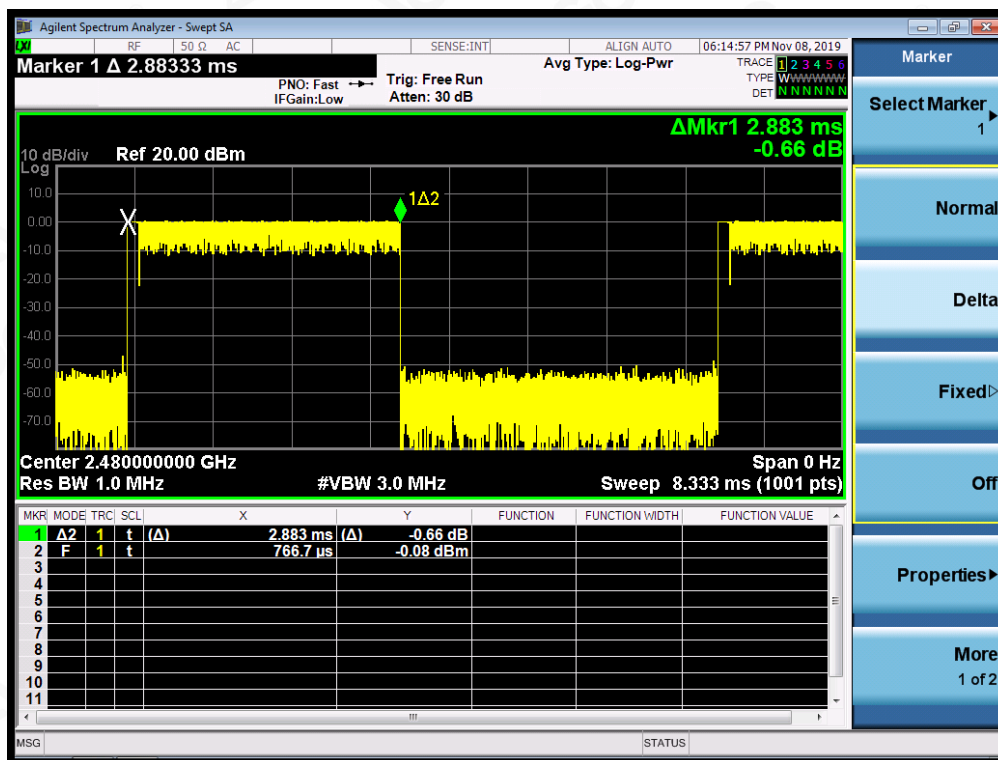 Agilent Spectrum Analyzer - Swept SA
LXI RF 50 Ω AC SENSE:INT ALIGN AUTO 06:14:57 PM Nov 08, 2019
Marker 1 Δ 2.88333 ms
PNO: Fast
IFGain:Low
Trig: Free Run
Atten: 30 dB
Avg Type: Log-Pwr
TRACE 1 2 3 4 5 6
TYPE WWWWWWW
DET N N N N N N
ΔMkr1 2.883 ms
-0.66 dB
10 dB/div Ref 20.00 dBm
Log
10.0
0.00
-10.0
-20.0
-30.0
-40.0
-50.0
-60.0
-70.0
1Δ2
Center 2.480000000 GHz Span 0 Hz
Res BW 1.0 MHz #VBW 3.0 MHz Sweep 8.333 ms (1001 pts)
MKR MODE TRC SCL X Y FUNCTION FUNCTION WIDTH FUNCTION VALUE
1 Δ2 1 t (Δ) 2.883 ms (Δ) -0.66 dB
2 F 1 t 766.7 µs -0.08 dBm
3
4
5
6
7
8
9
10
11
MSG STATUS
Marker
Select Marker
1
Normal
Delta
Fixed
Off
Properties
More
1 of 2